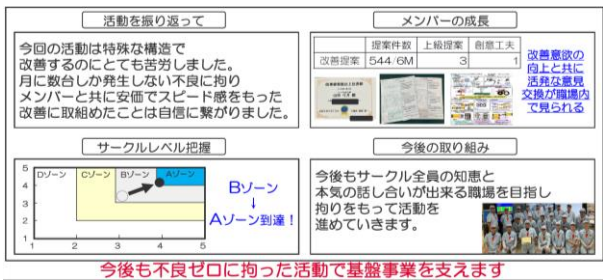 活動を振り返って
今回の活動は特殊な構造で
改善するのにとても苦労しました。
月に数台しか発生しない不良に拘り
メンバーと共に安価でスピード感をもった
改善に取組めたことは自信に繋がりました。
メンバーの成長
提案件数 上級提案 創意工夫
改善提案 544/6M 3 1
改善意欲の
向上と共に
活発な意見
交換が職場内
で見られる
サークルレベル把握
5 Dゾーン Cゾーン Bゾーン Aゾーン
4
3
2
1
1 2 3 4 5
Bゾーン
↓
Aゾーン到達！
今後の取り組み
今後もサークル全員の知恵と
本気の話し合いが出来る職場を目指し
拘りをもって活動を
進めていきます。
今後も不良ゼロに拘った活動で基盤事業を支えます